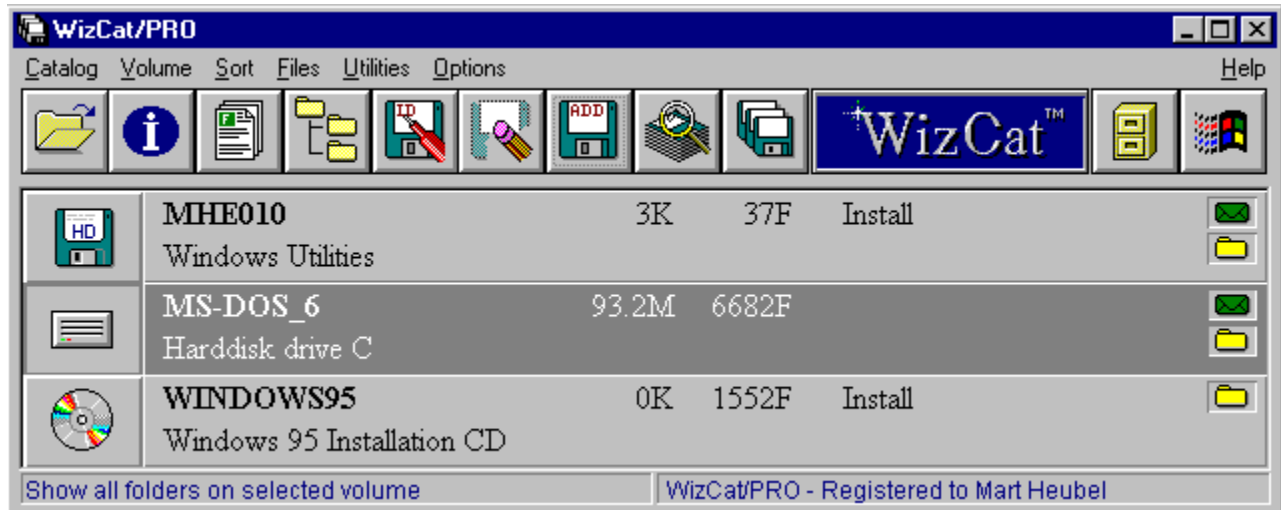 WizCat/PRO
Catalog Volume Sort Files Utilities Options Help
ID ADD WizCat™
MHE010 3K 37F Install
HD
Windows Utilities
MS-DOS_6 93.2M 6682F
Harddisk drive C
WINDOWS95 0K 1552F Install
Windows 95 Installation CD
Show all folders on selected volume WizCat/PRO - Registered to Mart Heubel